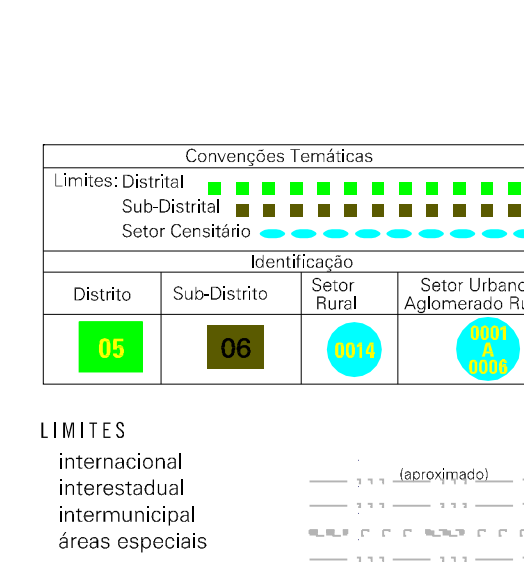 Convenções Temáticas
Limites: Distrital
Sub-Distrital
Setor Censitário
Identificação
Distrito
Sub-Distrito
Setor
Rural
Setor Urbano
Aglomerado Ru
05
06
0014
0001
A
0006
LIMITES
internacional
(aproximado)
interestadual
intermunicipal
áreas especiais